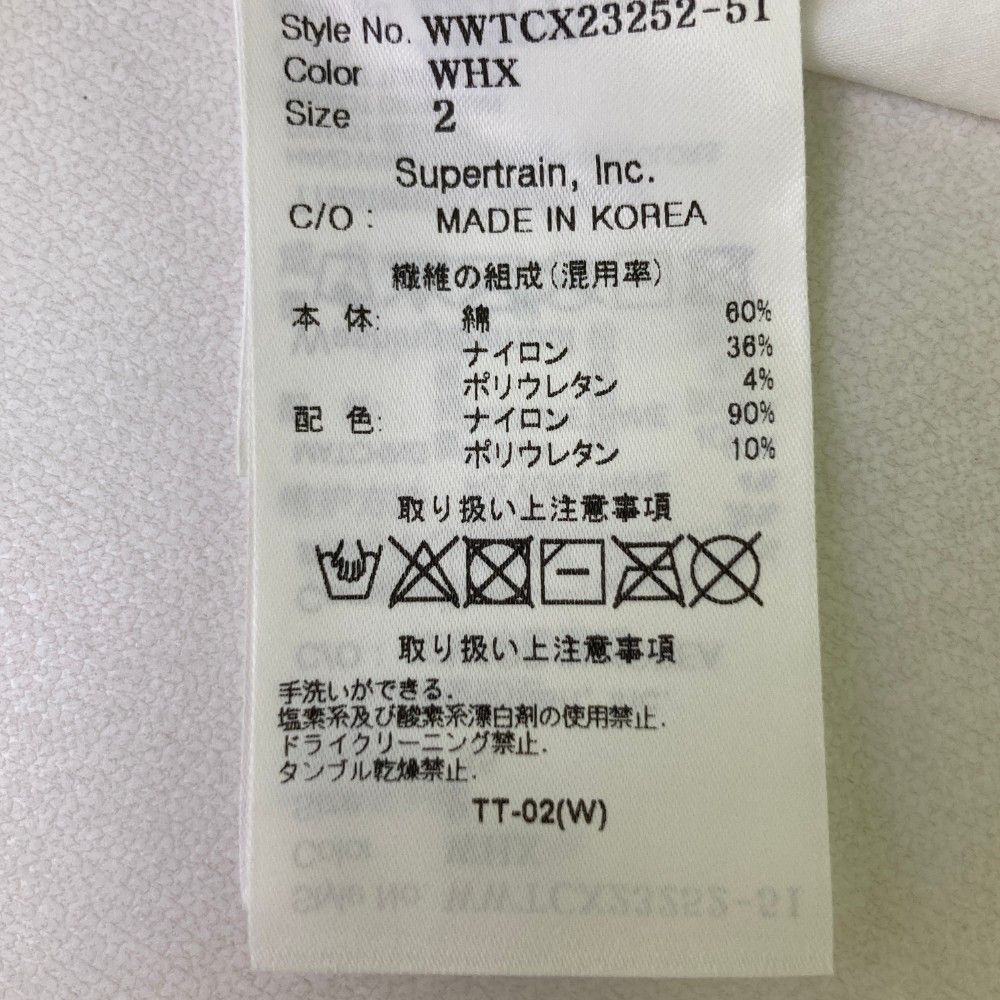 Style No. WWTCX23252-51
Color WHX
Size 2
Supertrain, Inc.
C/O : MADE IN KOREA
繊維の組成(混用率)
本 体: 綿 60%
ナイロン 36%
ポリウレタン 4%
配 色: ナイロン 90%
ポリウレタン 10%
取り扱い上注意事項
取り扱い上注意事項
手洗いができる.
塩素系及び酸素系漂白剤の使用禁止.
ドライクリーニング禁止.
タンブル乾燥禁止.
TT-02(W)